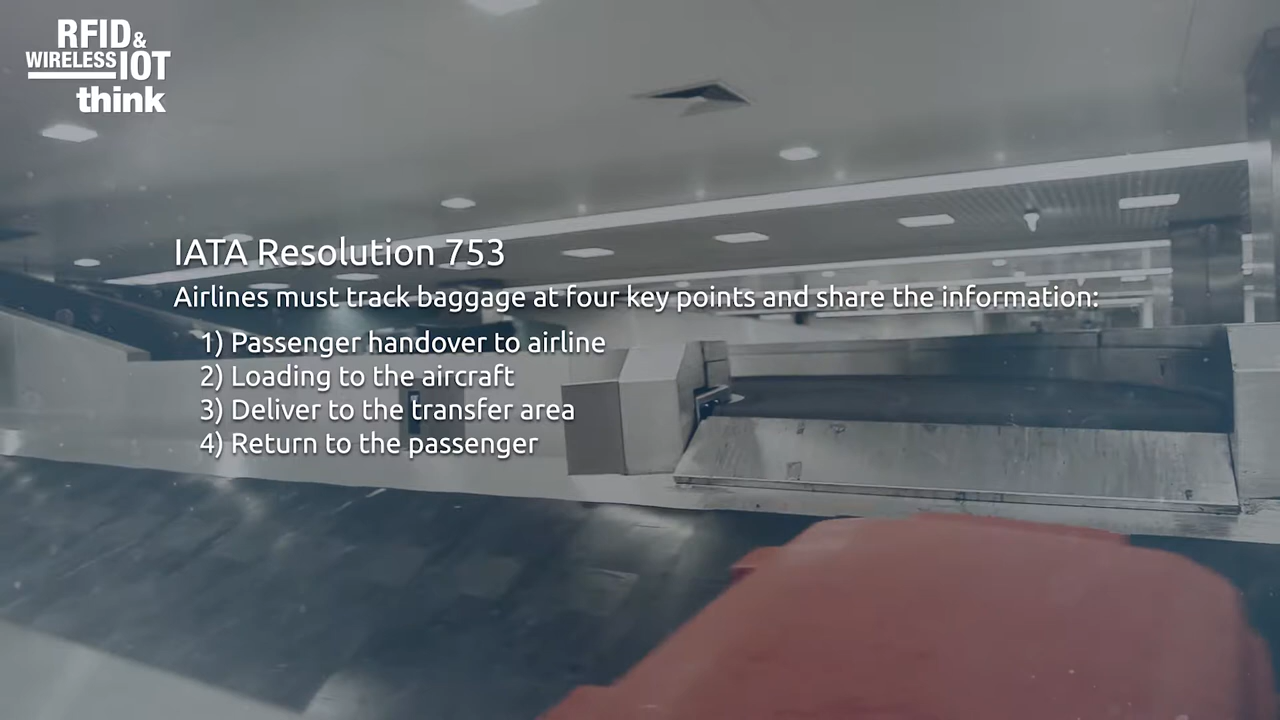 RFID &
WIRELESS IOT
think
IATA Resolution 753
Airlines must track baggage at four key points and share the information:
1) Passenger handover to airline
2) Loading to the aircraft
3) Deliver to the transfer area
4) Return to the passenger